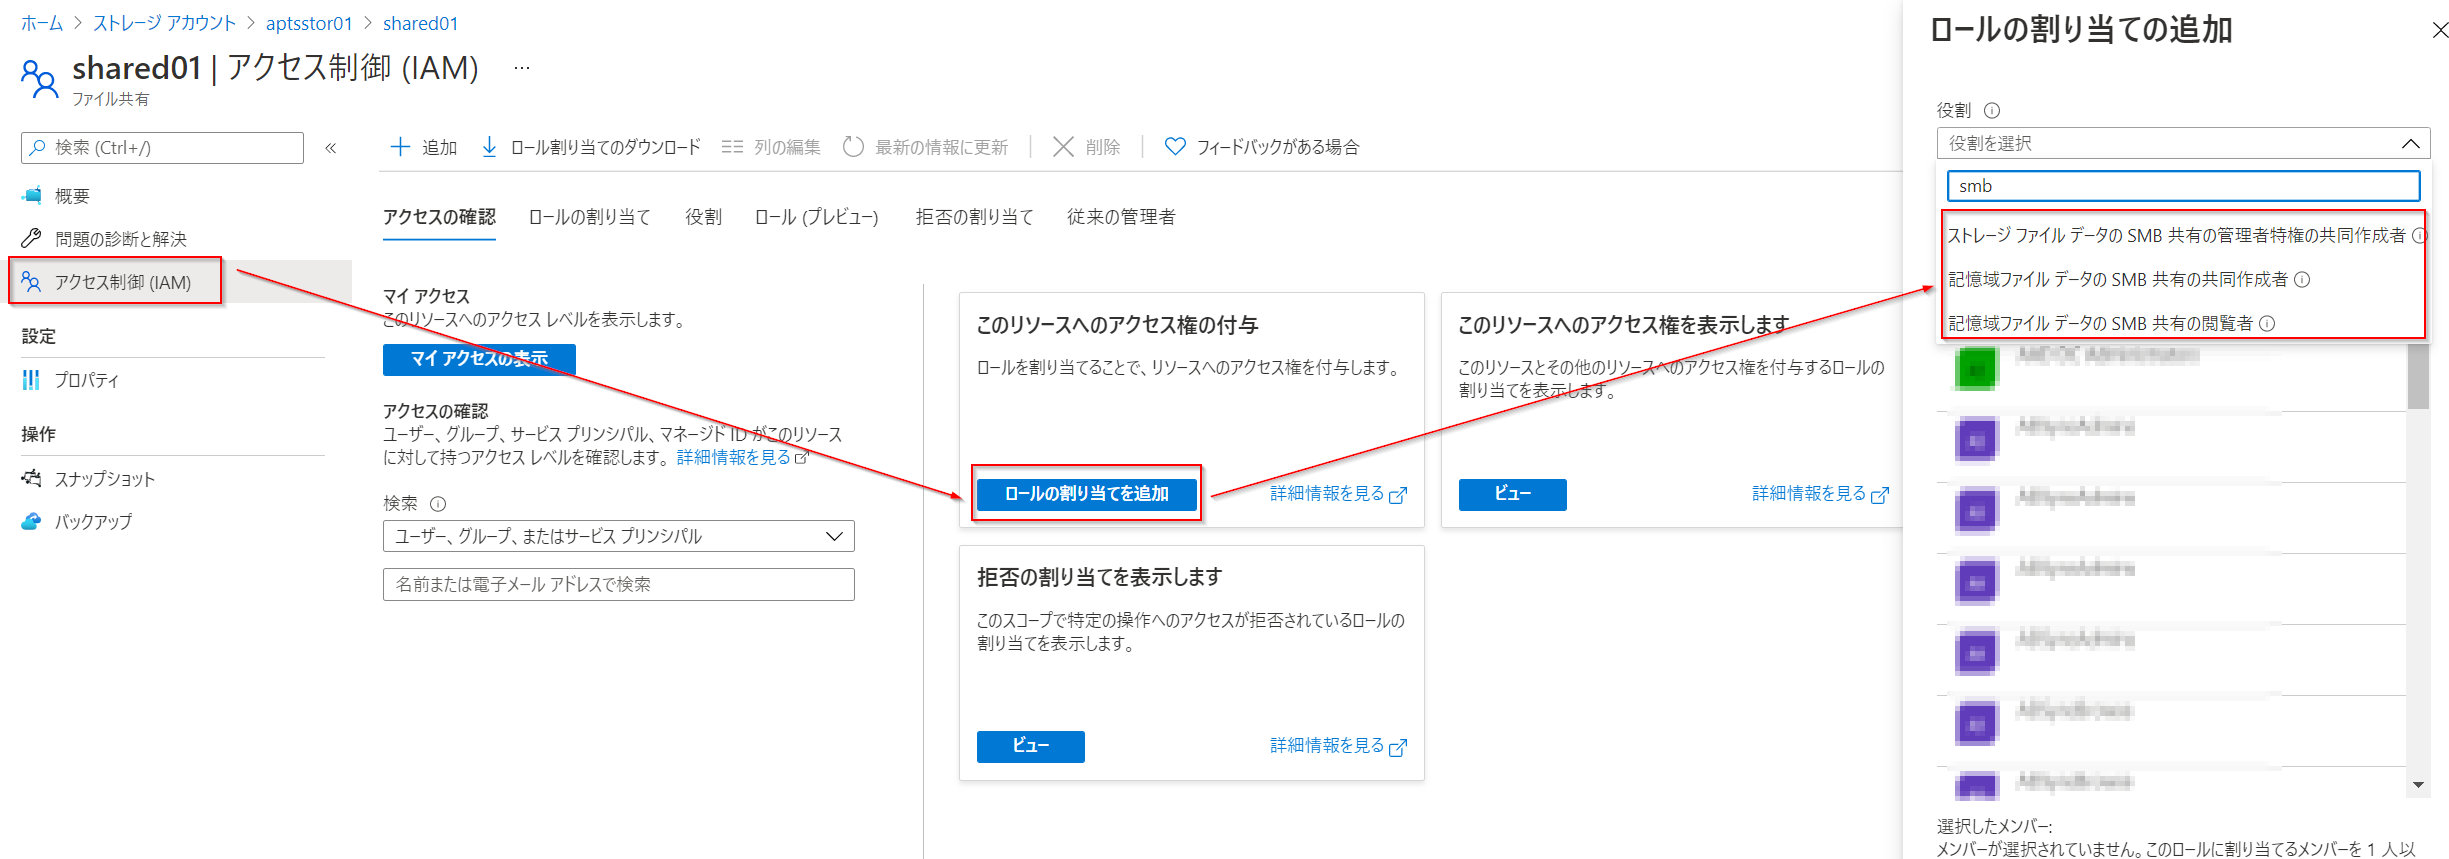 ホーム > ストレージ アカウント > aptsstor01 > shared01
shared01 | アクセス制御 (IAM) …
ファイル共有
検索 (Ctrl+/)
«
概要
問題の診断と解決
アクセス制御 (IAM)
設定
プロパティ
操作
スナップショット
バックアップ
追加 ロール割り当てのダウンロード 列の編集 最新の情報に更新 削除 フィードバックがある場合
アクセスの確認 ロールの割り当て 役割 ロール (プレビュー) 拒否の割り当て 従来の管理者
マイ アクセス
このリソースへのアクセス レベルを表示します。
マイ アクセスの表示
アクセスの確認
ユーザー、グループ、サービス プリンシパル、マネージド ID がこのリソース
に対して持つアクセス レベルを確認します。 詳細情報を見る
検索
ユーザー、グループ、またはサービス プリンシパル
名前または電子メール アドレスで検索
このリソースへのアクセス権の付与
ロールを割り当てることで、リソースへのアクセス権を付与します。
ロールの割り当てを追加
詳細情報を見る
このリソースへのアクセス権を表示します
このリソースとその他のリソースへのアクセス権を付与するロールの
割り当てを表示します。
ビュー
詳細情報を見る
拒否の割り当てを表示します
このスコープで特定の操作へのアクセスが拒否されているロールの
割り当てを表示します。
ビュー
詳細情報を見る
ロールの割り当ての追加
役割
役割を選択
smb
ストレージ ファイル データの SMB 共有の管理者特権の共同作成者
記憶域ファイル データの SMB 共有の共同作成者
記憶域ファイル データの SMB 共有の閲覧者
選択したメンバー:
メンバーが選択されていません。このロールに割り当てるメンバーを 1 人以